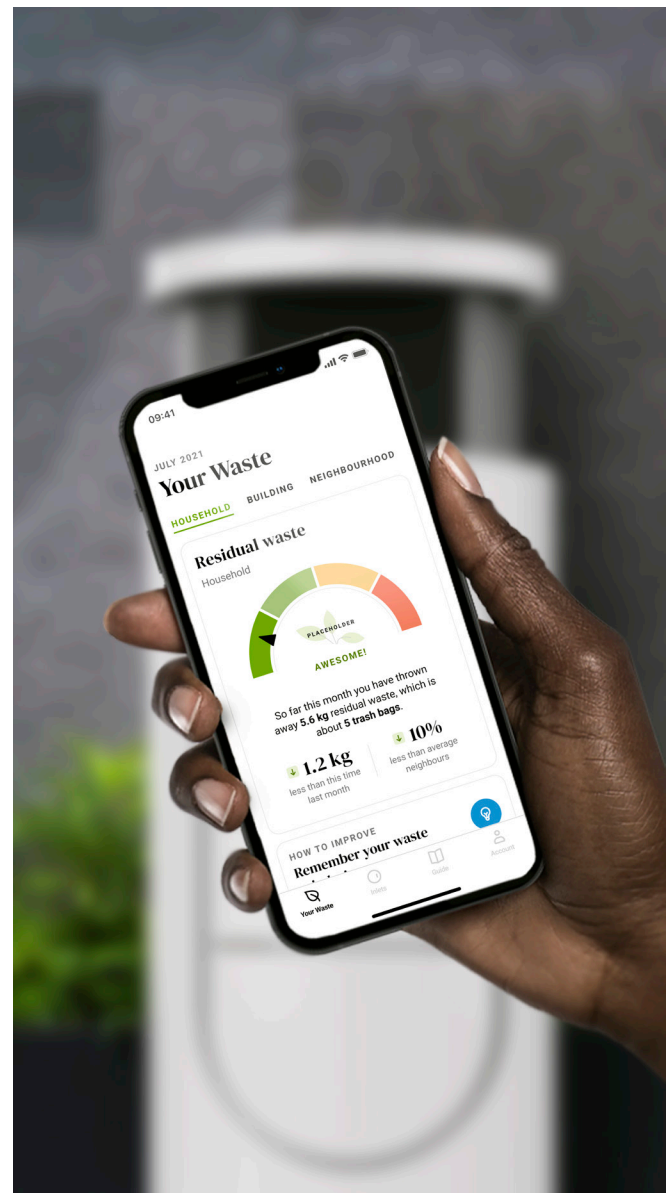 09:41
JULY 2021
Your Waste
HOUSEHOLD BUILDING NEIGHBOURHOOD
Residual waste
Household
PLACEHOLDER
AWESOME!
So far this month you have thrown
away 5.6 kg residual waste, which is
about 5 trash bags.
1.2 kg
less than this time
last month
10%
less than average
neighbours
HOW TO IMPROVE
Remember your waste
Your Waste
Inlets
Guide
Account